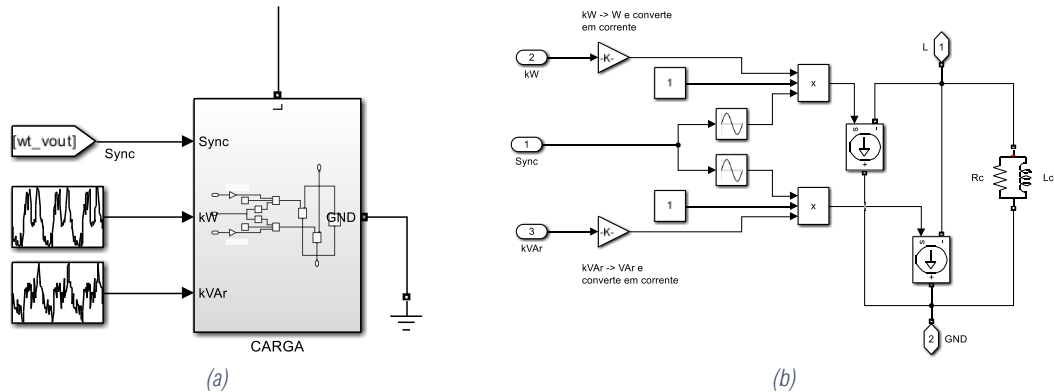 [wt_vout]
Sync
Sync
L
kW
GND
kVAr
CARGA
(a)
kW -> W e converte
em corrente
2
kW
-K-
1
x
1
Sync
1
x
3
kVAr
-K-
kVAr -> VAr e
converte em corrente
L
1
s
-
+
s
-
+
Rc
Lc
2
GND
(b)